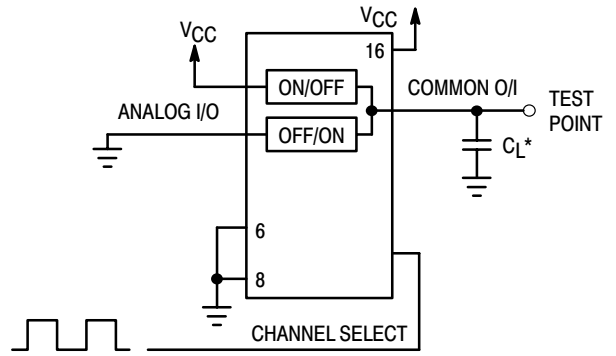 VCC
VCC
16
ON/OFF
COMMON O/I
ANALOG I/O
OFF/ON
TEST
POINT
CL*
6
8
CHANNEL SELECT